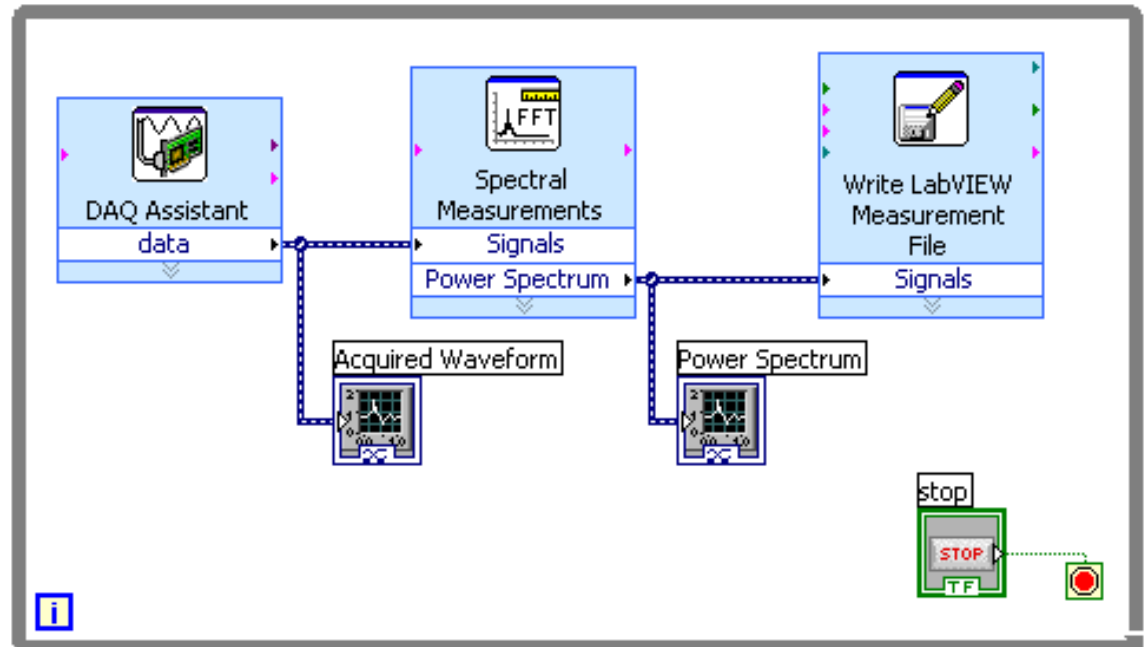 FFT
DAQ Assistant
data
Spectral
Measurements
Signals
Power Spectrum
Write LabVIEW
Measurement
File
Signals
Acquired Waveform
Power Spectrum
stop
STOP
TF
i